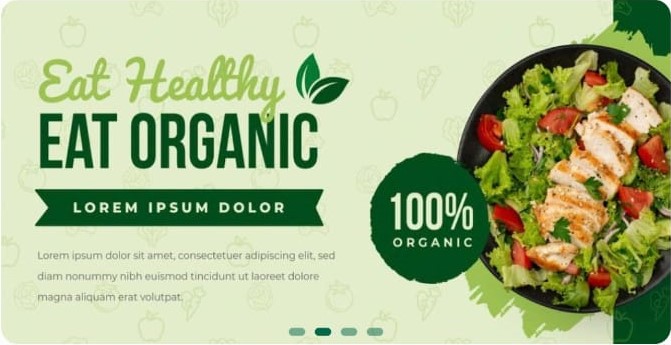 Eat Healthy
EAT ORGANIC
LOREM IPSUM DOLOR
Lorem ipsum dolor sit amet, consectetuer adipiscing elit, sed
diam nonummy nibh euismod tincidunt ut laoreet dolore
magna aliquam erat volutpat.
100%
ORGANIC